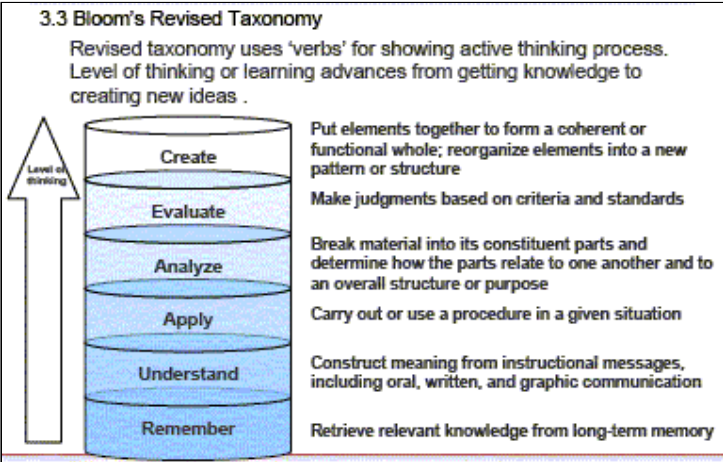 3.3 Bloom's Revised Taxonomy
Revised taxonomy uses 'verbs' for showing active thinking process.
Level of thinking or learning advances from getting knowledge to
creating new ideas .
Level of
thinking
Create
Put elements together to form a coherent or
functional whole; reorganize elements into a new
pattern or structure
Evaluate
Make judgments based on criteria and standards
Analyze
Break material into its constituent parts and
determine how the parts relate to one another and to
an overall structure or purpose
Apply
Carry out or use a procedure in a given situation
Understand
Construct meaning from instructional messages,
including oral, written, and graphic communication
Remember
Retrieve relevant knowledge from long-term memory